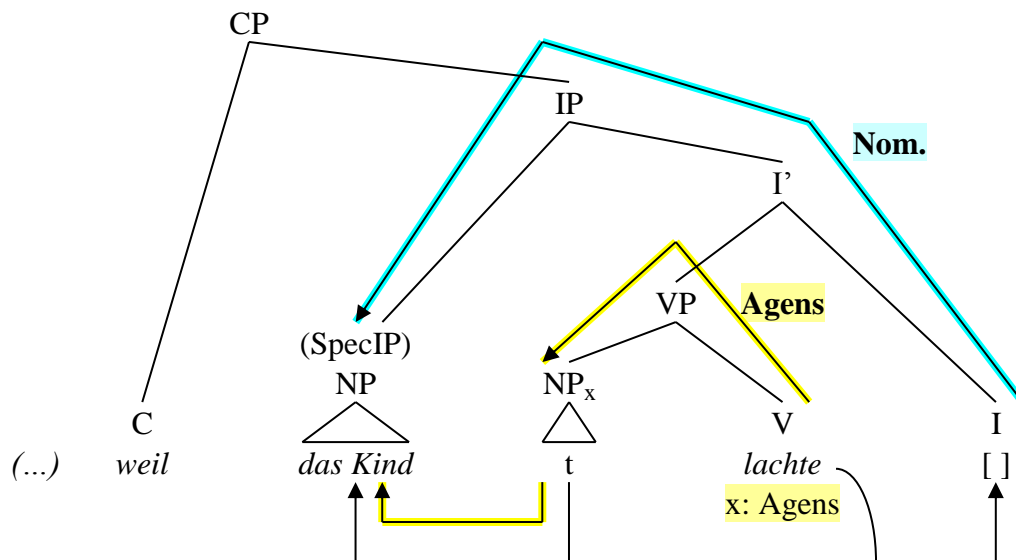 CP
IP
Nom.
I’
VP
Agens
(SpecIP)
NP
NPx
C
V
I
(...) weil das Kind t lachte [ ]
x: Agens